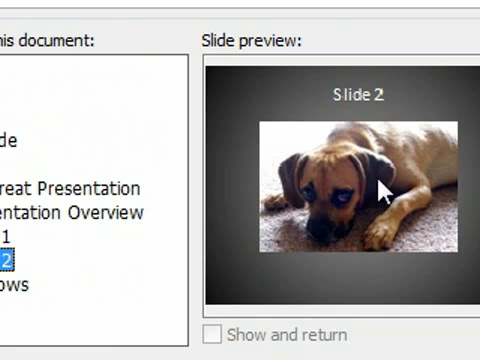 his document:
Slide preview:
de
reat Presentation
entation Overview
1
2
ows
Slide 2
Show and return